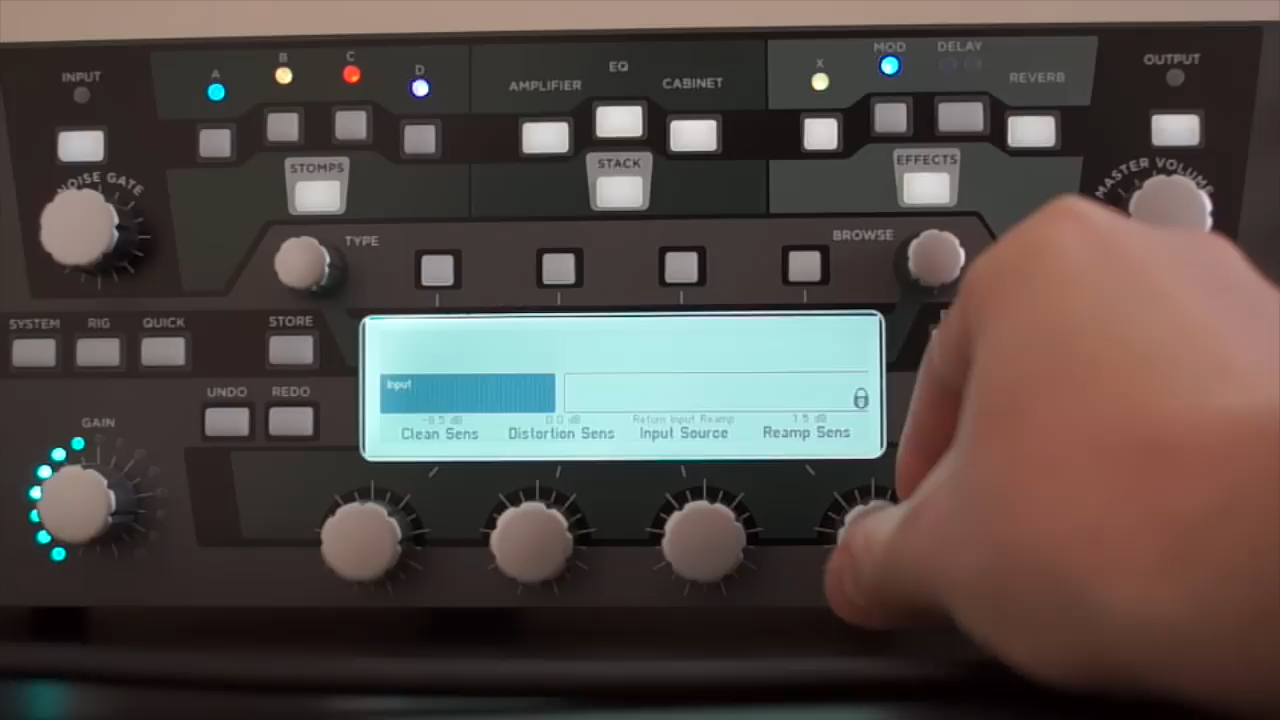 INPUT
A
B
C
D
AMPLIFIER
EQ
CABINET
X
MOD
DELAY
REVERB
OUTPUT
NOISE GATE
STOMPS
STACK
EFFECTS
MASTER VOLUME
TYPE
BROWSE
SYSTEM
RIG
QUICK
STORE
UNDO
REDO
GAIN
Input
-8.5 dB
0.0 dB
Return Input Reamp
1.5 dB
Clean Sens
Distortion Sens
Input Source
Reamp Sens